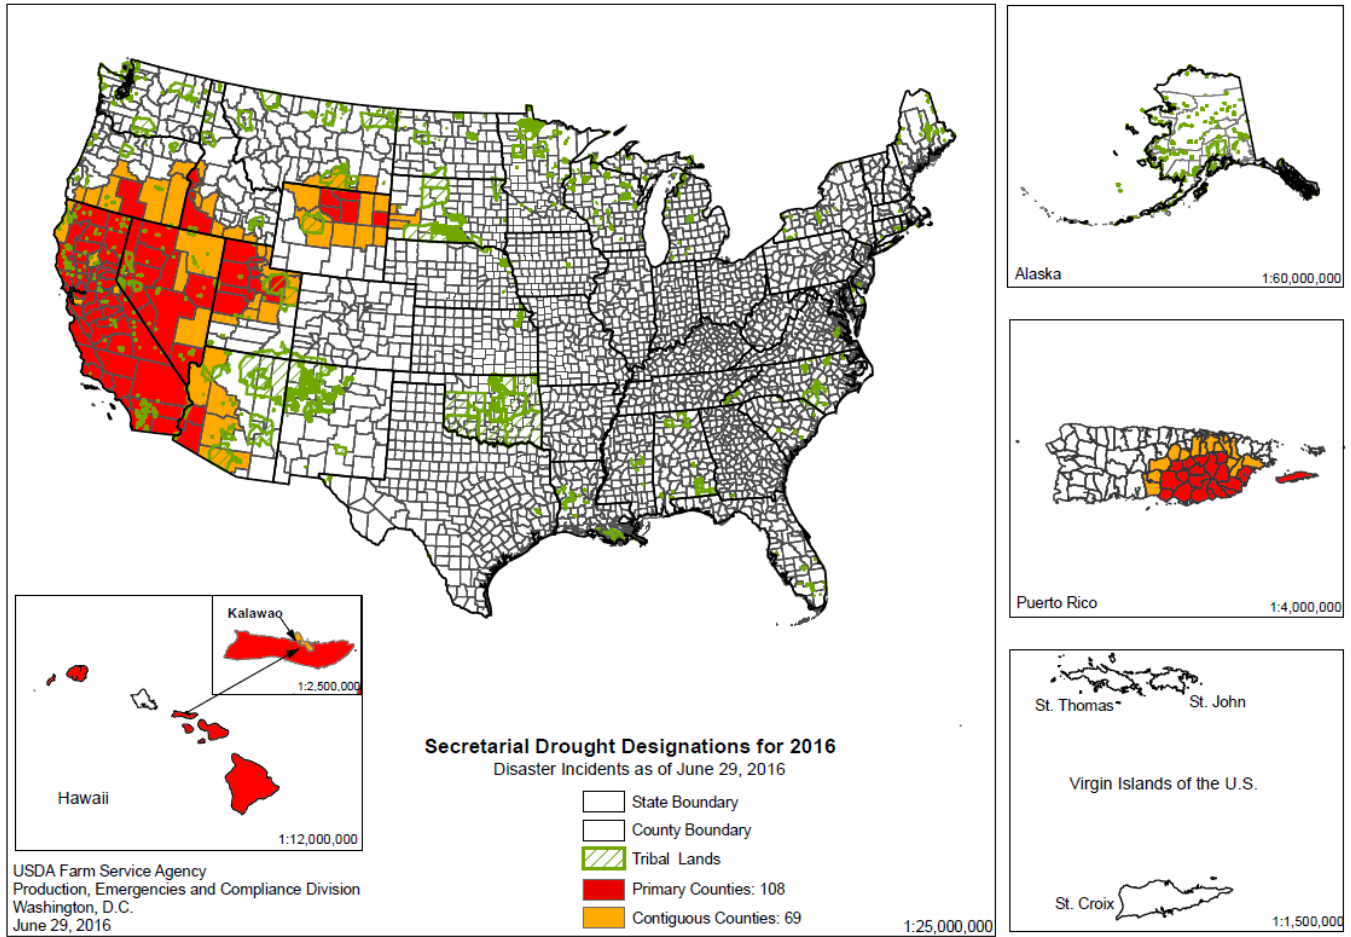 Alaska
1:60,000,000
Puerto Rico
1:4,000,000
Kalawao
1:2,500,000
Hawaii
1:12,000,000
St. Thomas
St. John
Virgin Islands of the U.S.
St. Croix
1:1,500,000
Secretarial Drought Designations for 2016
Disaster Incidents as of June 29, 2016
State Boundary
County Boundary
Tribal Lands
Primary Counties: 108
Contiguous Counties: 69
1:25,000,000
USDA Farm Service Agency
Production, Emergencies and Compliance Division
Washington, D.C.
June 29, 2016